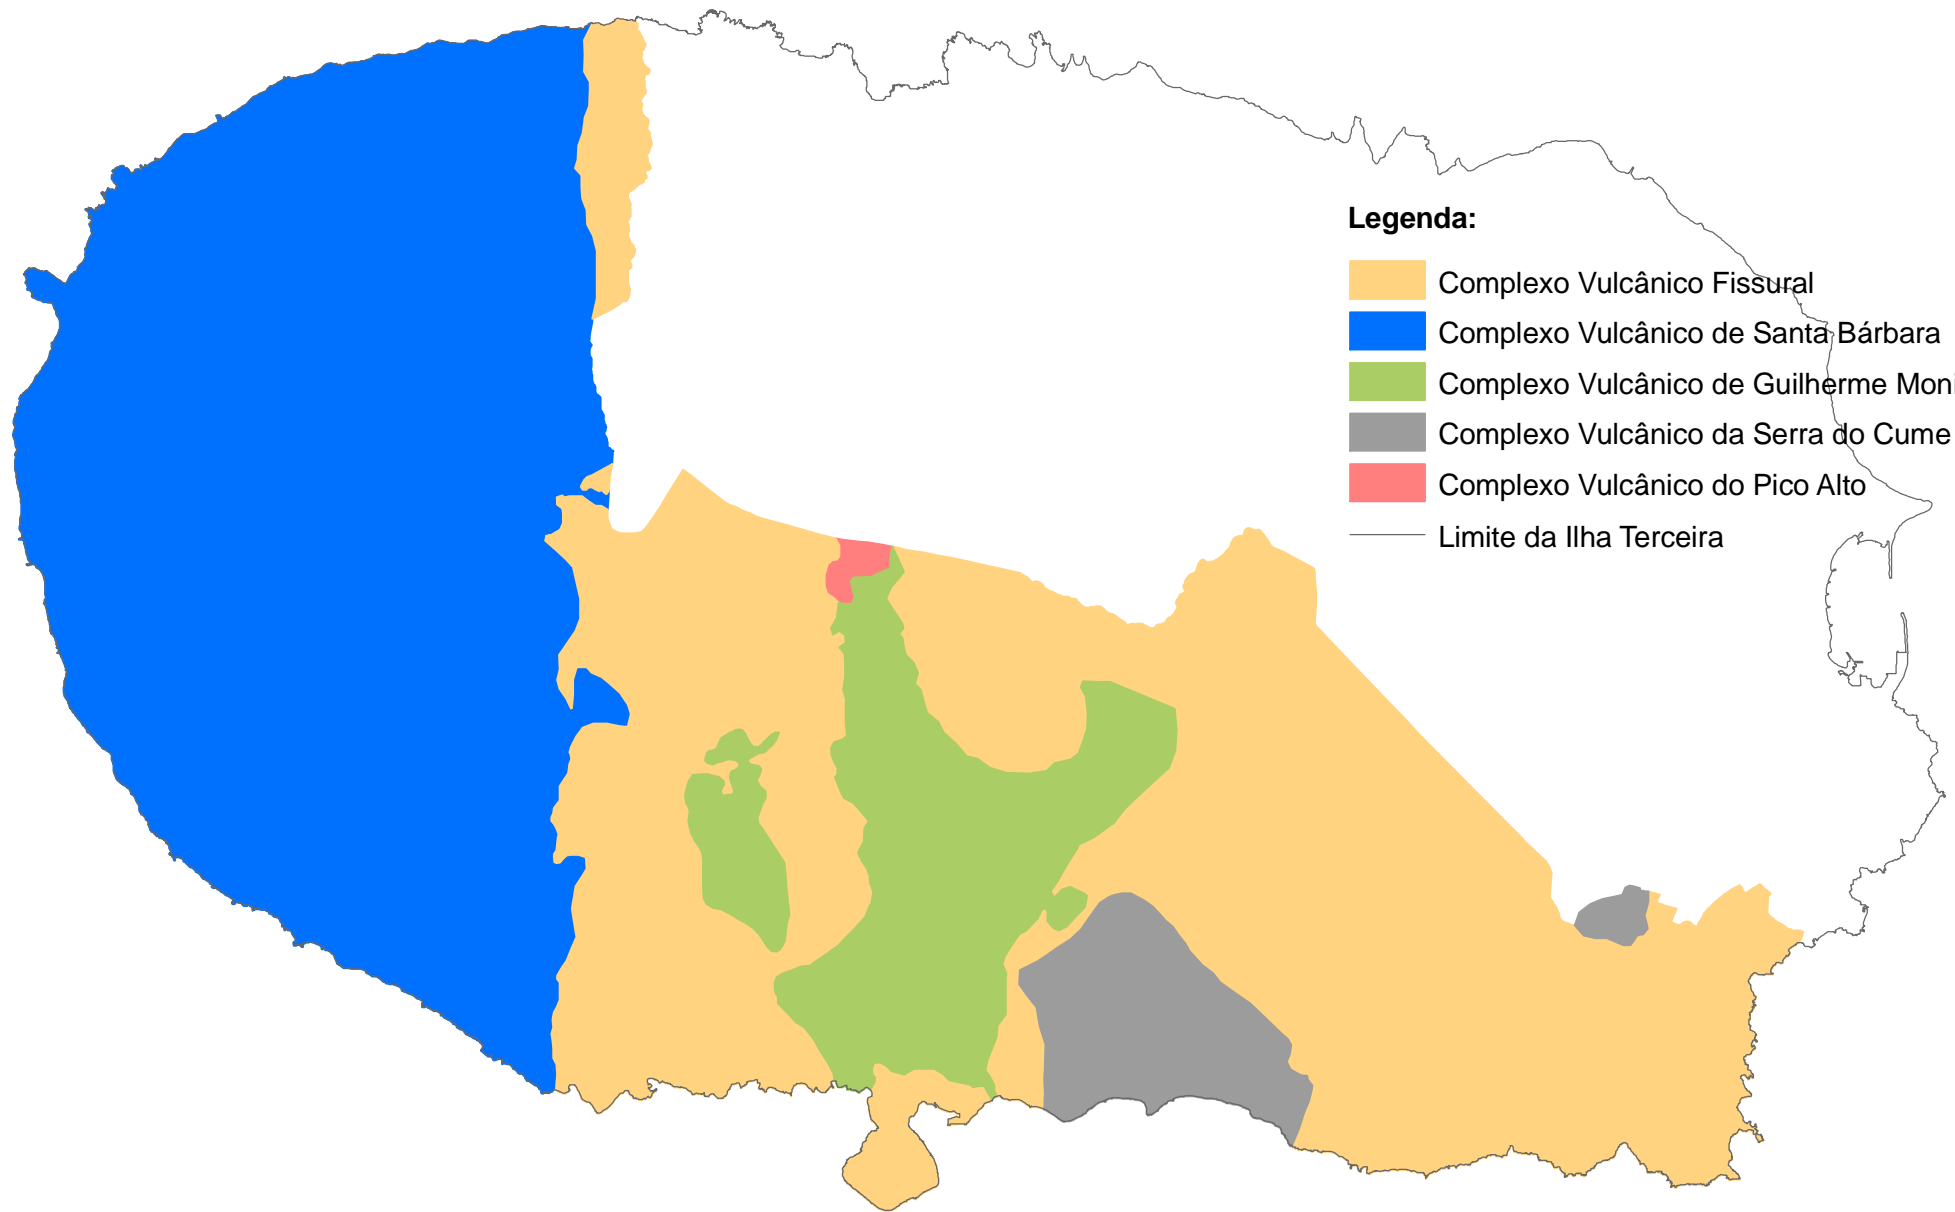 Legenda:
Complexo Vulcânico Fissural
Complexo Vulcânico de Santa Bárbara
Complexo Vulcânico de Guilherme Moni
Complexo Vulcânico da Serra do Cume
Complexo Vulcânico do Pico Alto
Limite da Ilha Terceira